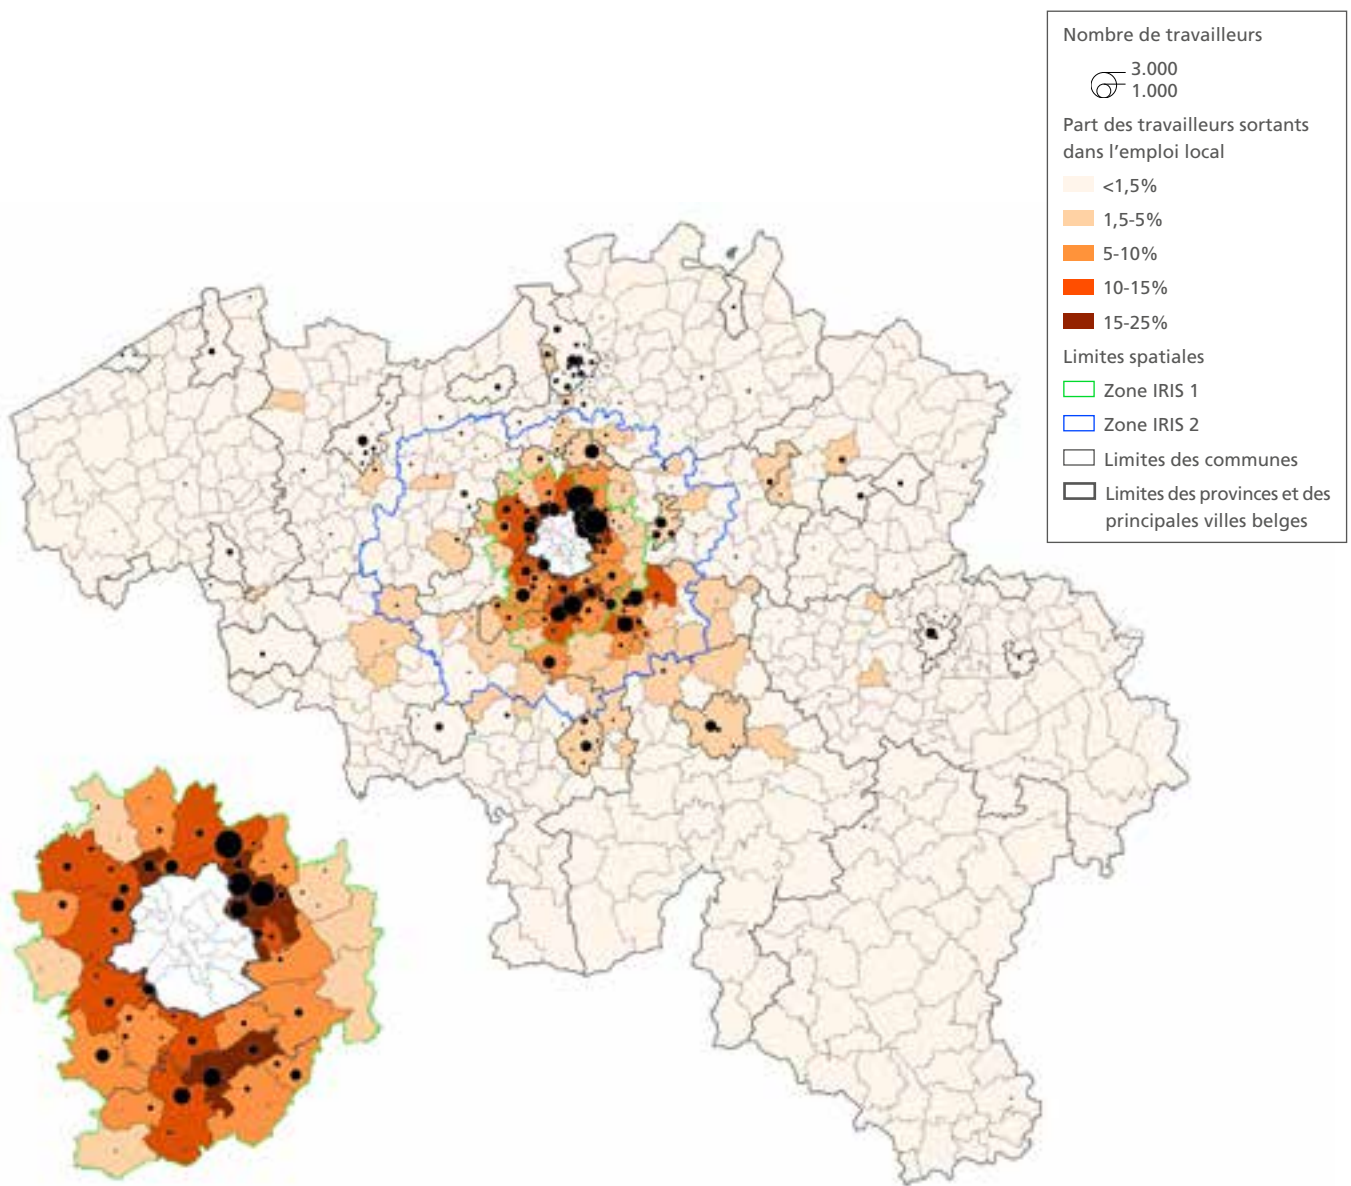 Nombre de travailleurs
3.000
1.000
Part des travailleurs sortants
dans l'emploi local
<1,5%
1,5-5%
5-10%
10-15%
15-25%
Limites spatiales
Zone IRIS 1
Zone IRIS 2
Limites des communes
Limites des provinces et des
principales villes belges